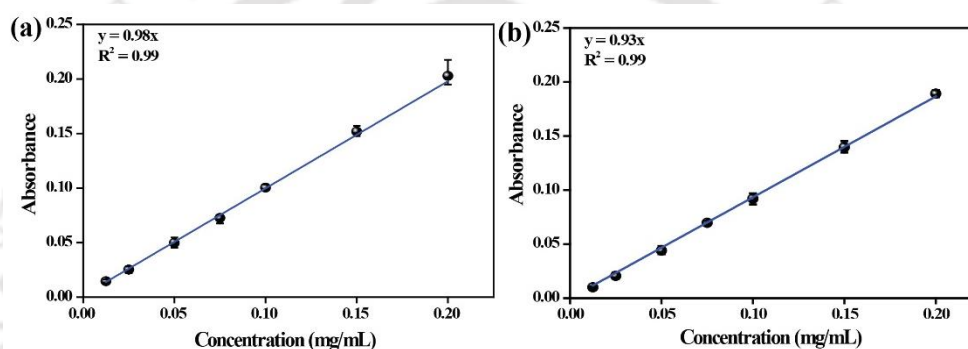 (a)
y = 0.98x
R² = 0.99
0.25
0.20
0.15
0.10
0.05
0.00
Absorbance
0.00 0.05 0.10 0.15 0.20
Concentration (mg/mL)
(b)
y = 0.93x
R² = 0.99
0.25
0.20
0.15
0.10
0.05
0.00
Absorbance
0.00 0.05 0.10 0.15 0.20
Concentration (mg/mL)